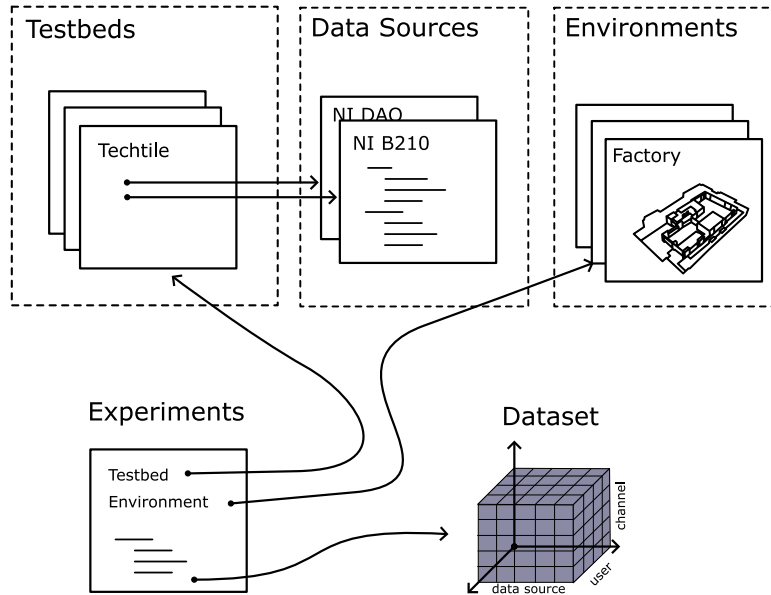 Testbeds
Data Sources
Environments
Techtile
NI DAQ
NI B210
Factory
Experiments
Testbed
Environment
Dataset
channel
user
data source